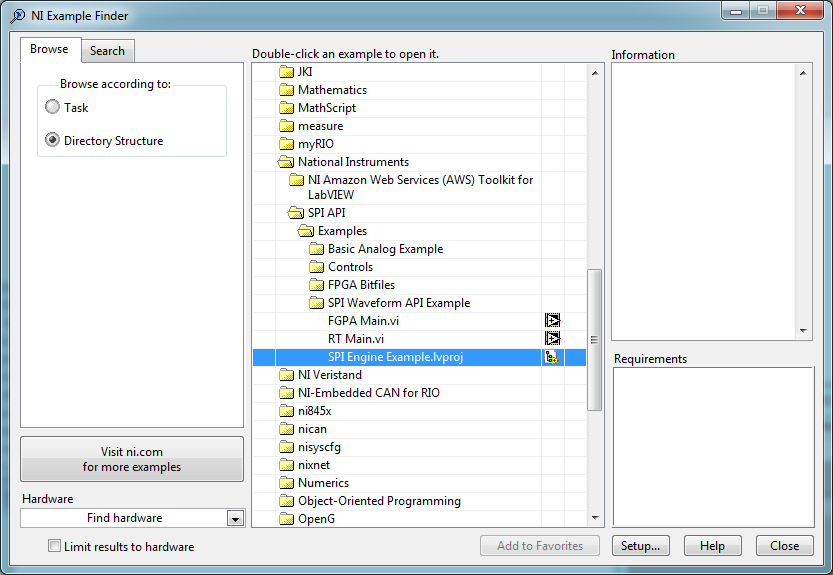 NI Example Finder
Browse
Search
Browse according to:
Task
Directory Structure
Visit ni.com
for more examples
Hardware
Find hardware
Limit results to hardware
Double-click an example to open it.
JKI
Mathematics
MathScript
measure
myRIO
National Instruments
NI Amazon Web Services (AWS) Toolkit for
LabVIEW
SPI API
Examples
Basic Analog Example
Controls
FPGA Bitfiles
SPI Waveform API Example
FGPA Main.vi
RT Main.vi
SPI Engine Example.lvproj
NI Veristand
NI-Embedded CAN for RIO
ni845x
nican
nisyscfg
nixnet
Numerics
Object-Oriented Programming
OpenG
Information
Requirements
Add to Favorites
Setup...
Help
Close